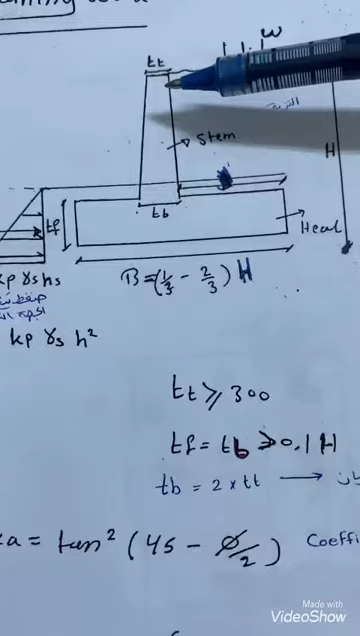 tt
w
التربة
Stem
H
tf
tb
Heal
B = (1/3 - 2/3) H
kp γs hs
kp γs h²
tt ⩾ 300
tf = tb ⩾ 0.1 H
tb = 2 x tt →
a = tan² (45 - Ø/2) Coeffi
Made with
VideoShow